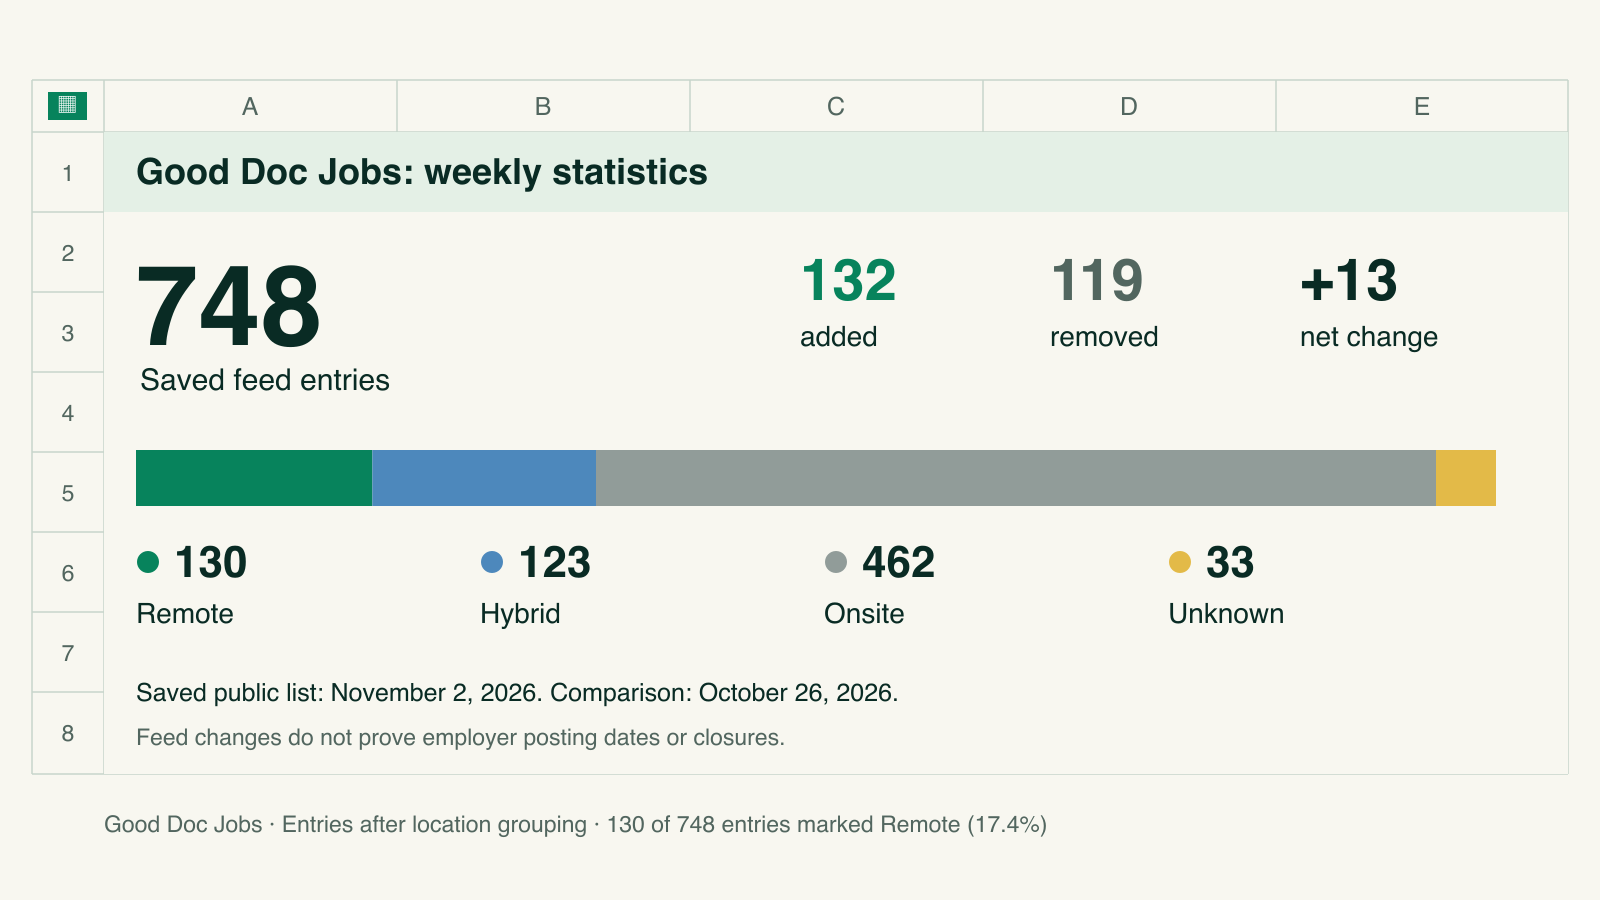 A B C D E
1 Good Doc Jobs: weekly statistics
2
3
4
5
6
7
8
748
Saved feed entries
132
added
119
removed
+13
net change
130
Remote
123
Hybrid
462
Onsite
33
Unknown
Saved public list: November 2, 2026. Comparison: October 26, 2026.
Feed changes do not prove employer posting dates or closures.
Good Doc Jobs · Entries after location grouping · 130 of 748 entries marked Remote (17.4%)